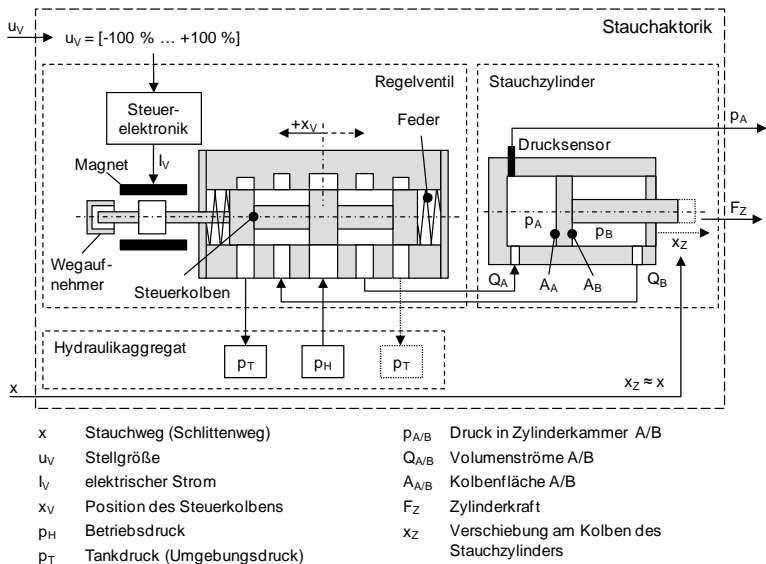 u_V
u_V = [-100 % … +100 %]
Stauchaktorik
Regelventil
Stauchzylinder
Steuer-
elektronik
+x_V
Feder
p_A
Magnet
I_V
Drucksensor
F_Z
p_A
p_B
x_Z
Wegauf-
nehmer
Steuerkolben
Q_A
A_A
A_B
Q_B
Hydraulikaggregat
p_T
p_H
p_T
x
x_Z ≈ x
x Stauchweg (Schlittenweg)
u_V Stellgröße
I_V elektrischer Strom
x_V Position des Steuerkolbens
p_H Betriebsdruck
p_T Tankdruck (Umgebungsdruck)
p_A/B Druck in Zylinderkammer A/B
Q_A/B Volumenströme A/B
A_A/B Kolbenfläche A/B
F_Z Zylinderkraft
x_Z Verschiebung am Kolben des
Stauchzylinders